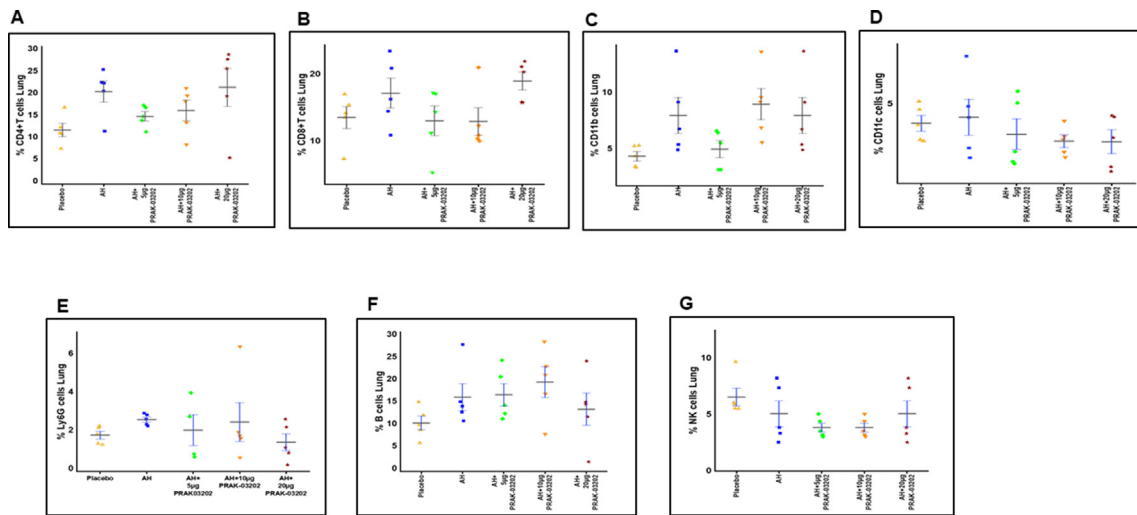 A
% CD4+T cells Lung
30
25
20
15
10
5
0
Placebo
AH
AH+
5µg
PRAK-03202
AH+10µg
PRAK-03202
AH+
20µg
PRAK-03202
B
% CD8+T cells Lung
20
10
0
Placebo
AH
AH+
5µg
PRAK-03202
AH+10µg
PRAK-03202
AH+
20µg
PRAK-03202
C
% CD11b cells Lung
10
5
Placebo
AH
AH+
5µg
PRAK-03202
AH+10µg
PRAK-03202
AH+20µg
PRAK-03202
D
% CD11c cells Lung
5
Placebo
AH
AH+
5µg
PRAK-03202
AH+10µg
PRAK-03202
AH+20µg
PRAK-03202
E
% Ly6G cells Lung
6
4
2
0
Placebo
AH
AH+
5µg
PRAK03202
AH+10µg
PRAK-03202
AH+
20µg
PRAK-03202
F
% B cells Lung
30
25
20
15
10
5
0
Placebo
AH
AH+
5µg
PRAK-03202
AH+10µg
PRAK-03202
AH+
20µg
PRAK-03202
G
% NK cells Lung
10
5
0
Placebo
AH
AH+5µg
PRAK-03202
AH+10µg
PRAK-03202
AH+20µg
PRAK-03202